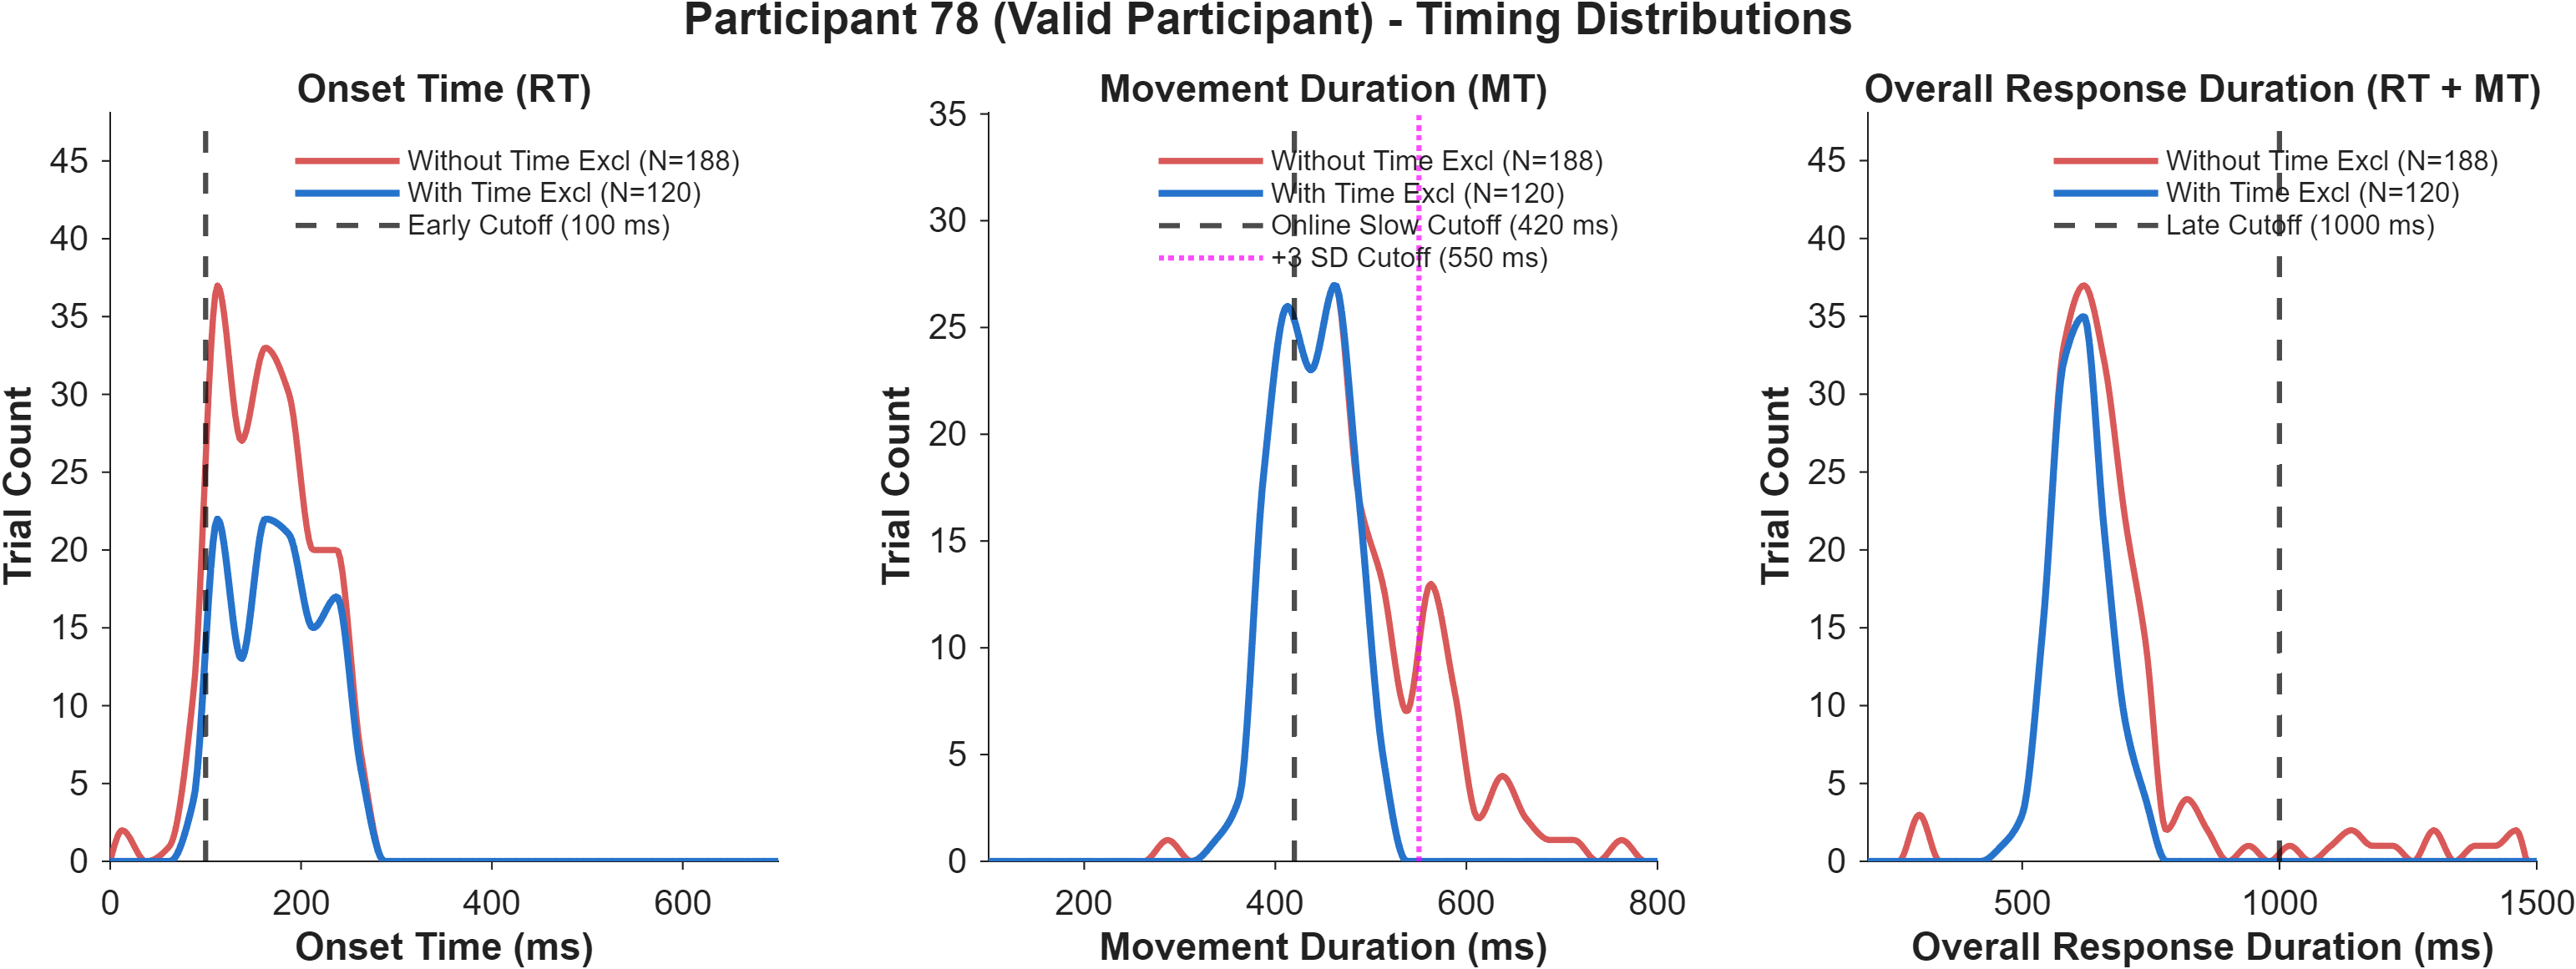 Participant 78 (Valid Participant) - Timing Distributions
Onset Time (RT)
45
40
35
30
25
20
15
10
5
0
Trial Count
Without Time Excl (N=188)
With Time Excl (N=120)
Early Cutoff (100 ms)
0 200 400 600
Onset Time (ms)
Movement Duration (MT)
35
30
25
20
15
10
5
0
Trial Count
Without Time Excl (N=188)
With Time Excl (N=120)
Online Slow Cutoff (420 ms)
+3 SD Cutoff (550 ms)
200 400 600 800
Movement Duration (ms)
Overall Response Duration (RT + MT)
45
40
35
30
25
20
15
10
5
0
Trial Count
Without Time Excl (N=188)
With Time Excl (N=120)
Late Cutoff (1000 ms)
500 1000 1500
Overall Response Duration (ms)